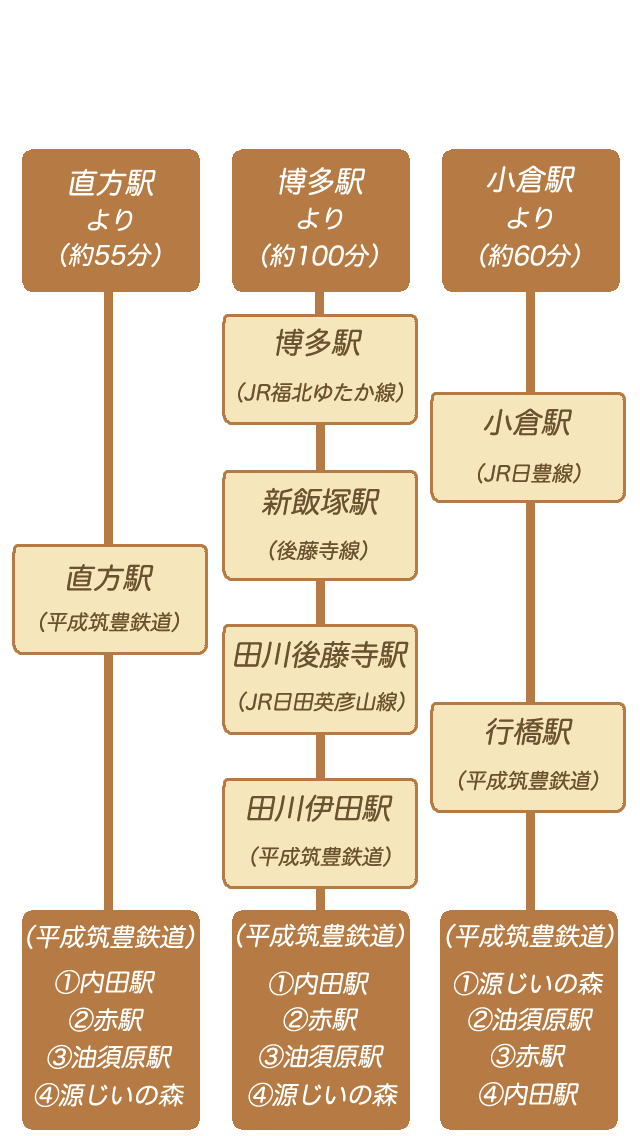 直方駅
より
（約55分）
直方駅
（平成筑豊鉄道）
（平成筑豊鉄道）
①内田駅
②赤駅
③油須原駅
④源じいの森
博多駅
より
（約100分）
博多駅
（JR福北ゆたか線）
新飯塚駅
（後藤寺線）
田川後藤寺駅
（JR日田英彦山線）
田川伊田駅
（平成筑豊鉄道）
（平成筑豊鉄道）
①内田駅
②赤駅
③油須原駅
④源じいの森
小倉駅
より
（約60分）
小倉駅
（JR日豊線）
行橋駅
（平成筑豊鉄道）
（平成筑豊鉄道）
①源じいの森
②油須原駅
③赤駅
④内田駅